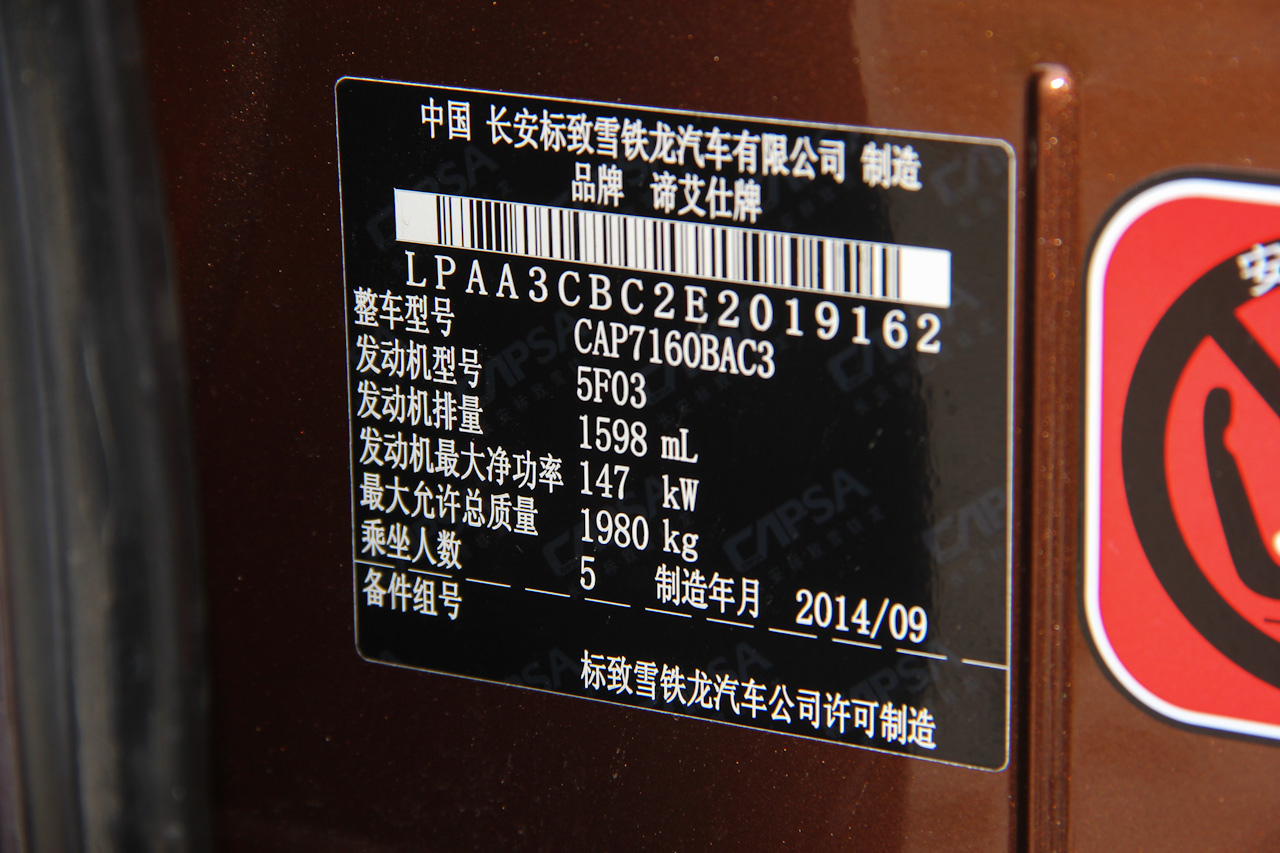 中国 长安标致雪铁龙汽车有限公司 制造
品牌 谛艾仕牌
LPAA3CBC2E2019162
整车型号 CAP7160BAC3
发动机型号 5F03
发动机排量 1598 mL
发动机最大净功率 147 kW
最大允许总质量 1980 kg
乘坐人数 5 制造年月 2014/09
备件组号
标致雪铁龙汽车公司许可制造
安
CAPSA